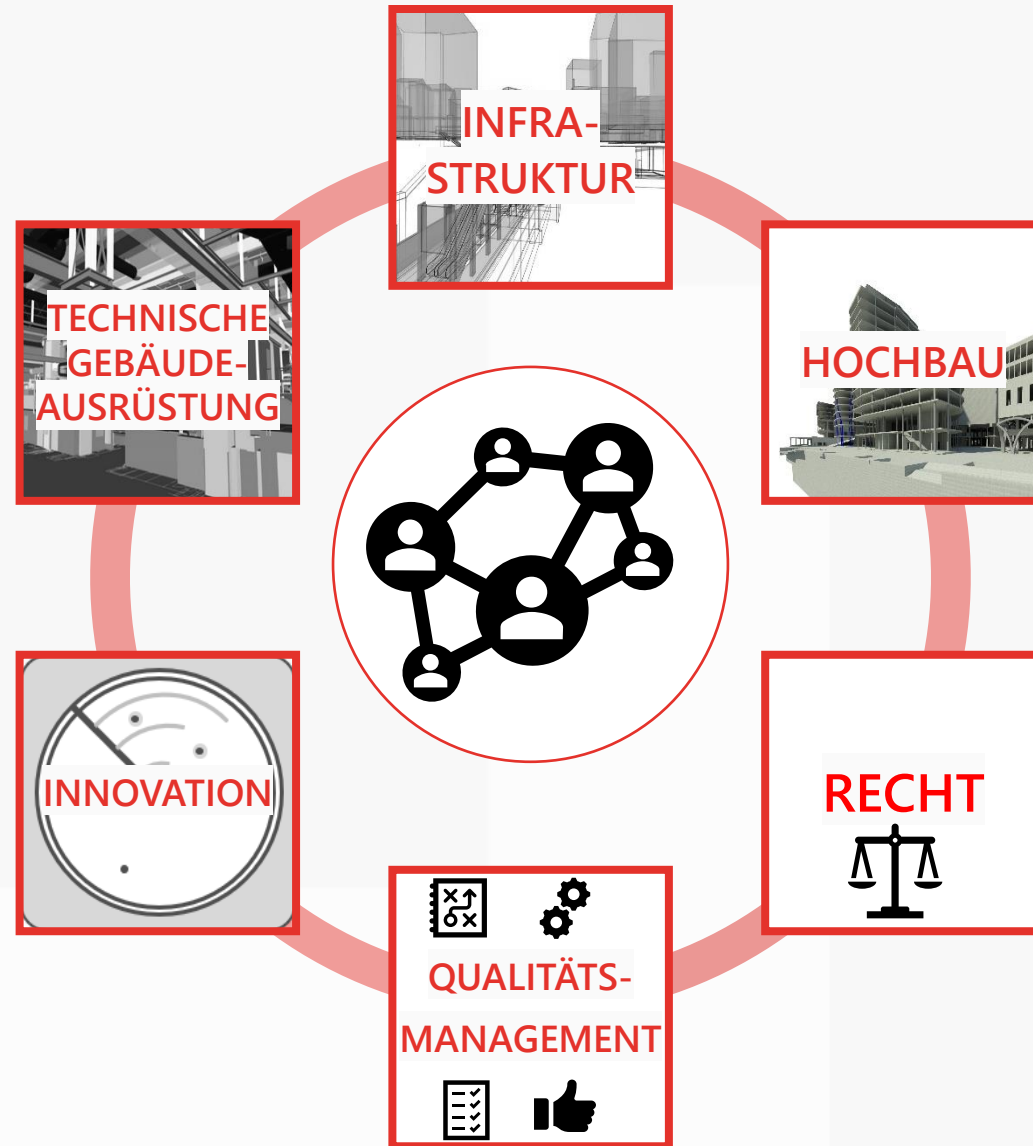 INFRA-
STRUKTUR
TECHNISCHE
GEBÄUDE-
AUSRÜSTUNG
HOCHBAU
INNOVATION
RECHT
QUALITÄTS-
MANAGEMENT